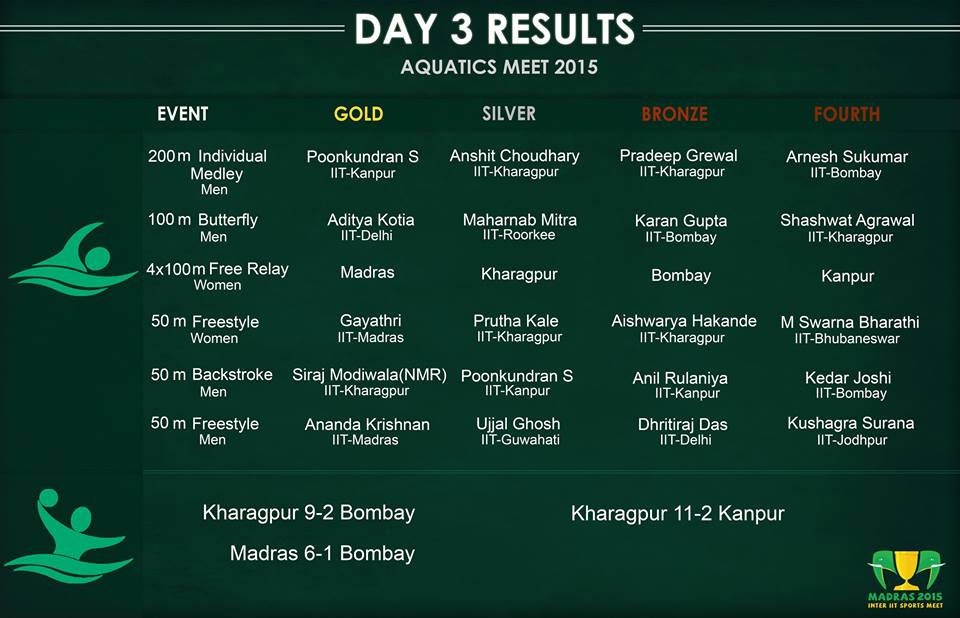 DAY 3 RESULTS
AQUATICS MEET 2015
EVENT GOLD SILVER BRONZE FOURTH
200 m Individual Medley Men
Poonkundran S IIT-Kanpur
Anshit Choudhary IIT-Kharagpur
Pradeep Grewal IIT-Kharagpur
Arnesh Sukumar IIT-Bombay
100 m Butterfly Men
Aditya Kotia IIT-Delhi
Maharnab Mitra IIT-Roorkee
Karan Gupta IIT-Bombay
Shashwat Agrawal IIT-Kharagpur
4x100m Free Relay Women
Madras
Kharagpur
Bombay
Kanpur
50 m Freestyle Women
Gayathri IIT-Madras
Prutha Kale IIT-Kharagpur
Aishwarya Hakande IIT-Kharagpur
M Swarna Bharathi IIT-Bhubaneswar
50 m Backstroke Men
Siraj Modiwala(NMR) IIT-Kharagpur
Poonkundran S IIT-Kanpur
Anil Rulaniya IIT-Kanpur
Kedar Joshi IIT-Bombay
50 m Freestyle Men
Ananda Krishnan IIT-Madras
Ujjal Ghosh IIT-Guwahati
Dhritiraj Das IIT-Delhi
Kushagra Surana IIT-Jodhpur
Kharagpur 9-2 Bombay
Kharagpur 11-2 Kanpur
Madras 6-1 Bombay
MADRAS 2015
INTER IIT SPORTS MEET